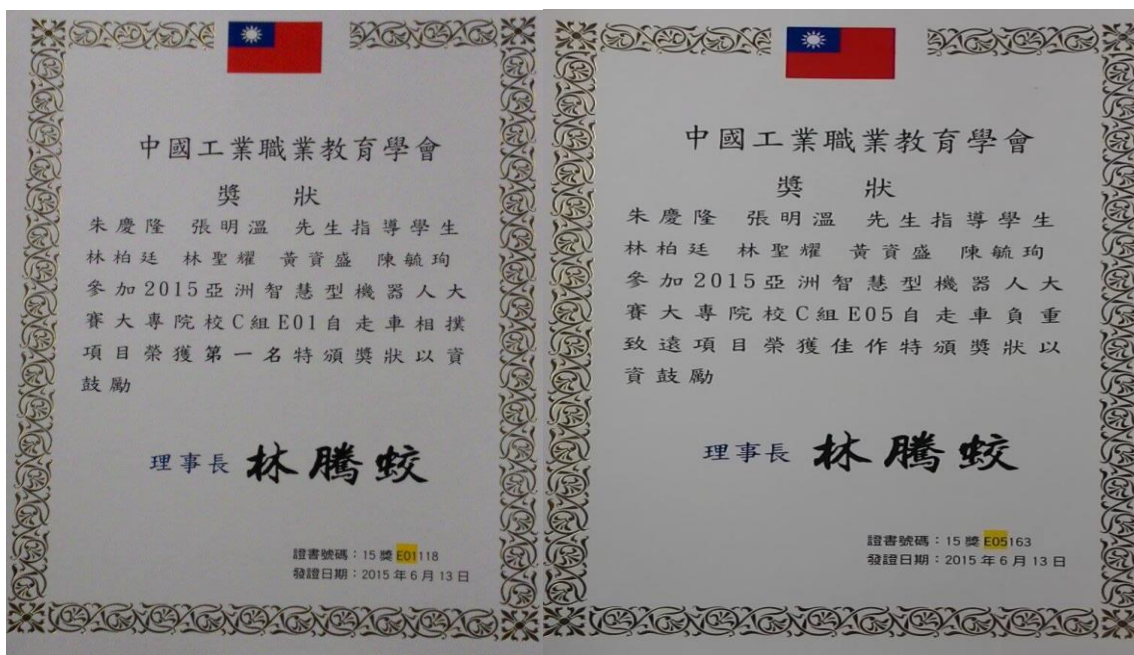 中國工業職業教育學會
獎狀
朱慶隆 張明溫 先生指導學生
林柏廷 林聖耀 黃資盛 陳毓珣
參加2015亞洲智慧型機器人大
賽大專院校C組E01自走車相撲
項目榮獲第一名特頒獎狀以資
鼓勵
理事長 林騰蛟
證書號碼：15 獎 E01118
發證日期：2015 年 6 月 13 日
中國工業職業教育學會
獎狀
朱慶隆 張明溫 先生指導學生
林柏廷 林聖耀 黃資盛 陳毓珣
參加2015亞洲智慧型機器人大
賽大專院校C組E05自走車負重
致遠項目榮獲佳作特頒獎狀以
資鼓勵
理事長 林騰蛟
證書號碼：15 獎 E05163
發證日期：2015 年 6 月 13 日